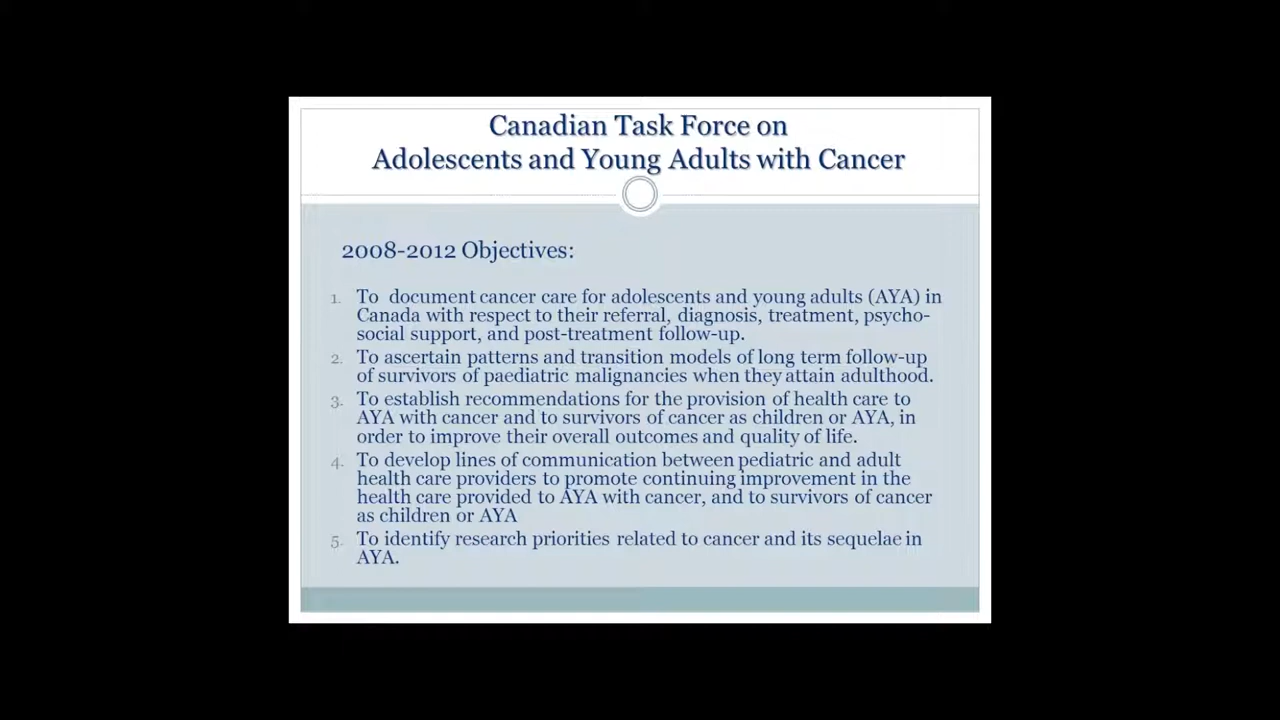 Canadian Task Force on
Adolescents and Young Adults with Cancer
2008-2012 Objectives:
1. To document cancer care for adolescents and young adults (AYA) in
Canada with respect to their referral, diagnosis, treatment, psycho-
social support, and post-treatment follow-up.
2. To ascertain patterns and transition models of long term follow-up
of survivors of paediatric malignancies when they attain adulthood.
3. To establish recommendations for the provision of health care to
AYA with cancer and to survivors of cancer as children or AYA, in
order to improve their overall outcomes and quality of life.
4. To develop lines of communication between pediatric and adult
health care providers to promote continuing improvement in the
health care provided to AYA with cancer, and to survivors of cancer
as children or AYA
5. To identify research priorities related to cancer and its sequelae in
AYA.